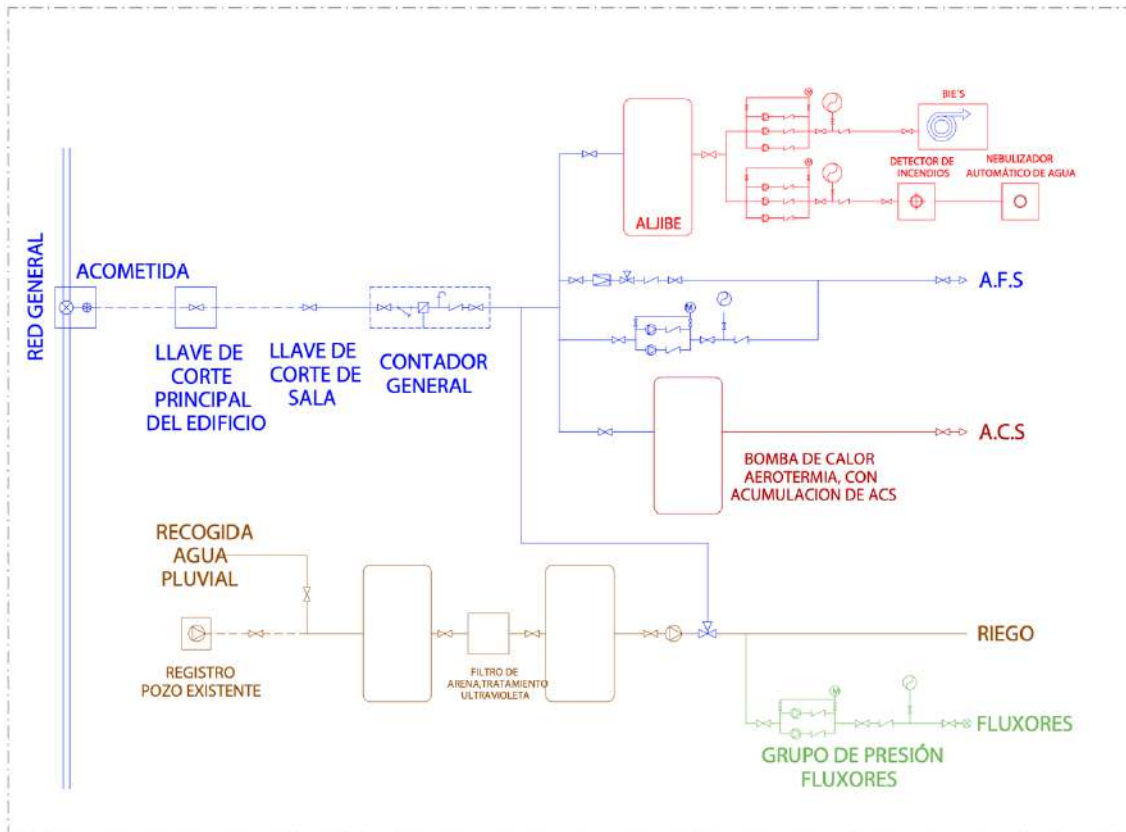 BIE'S
DETECTOR DE
INCENDIOS
NEBULIZADOR
AUTOMÁTICO DE AGUA
ALJIBE
RED GENERAL
ACOMETIDA
A.F.S
LLAVE DE
CORTE
PRINCIPAL
DEL EDIFICIO
LLAVE DE
CORTE DE
SALA
CONTADOR
GENERAL
A.C.S
BOMBA DE CALOR
AEROTERMIA, CON
ACUMULACION DE ACS
RECOGIDA
AGUA
PLUVIAL
REGISTRO
POZO EXISTENTE
FILTRO DE
ARENA,TRATAMIENTO
ULTRAVIOLETA
RIEGO
FLUXORES
GRUPO DE PRESIÓN
FLUXORES
M
M
M
M